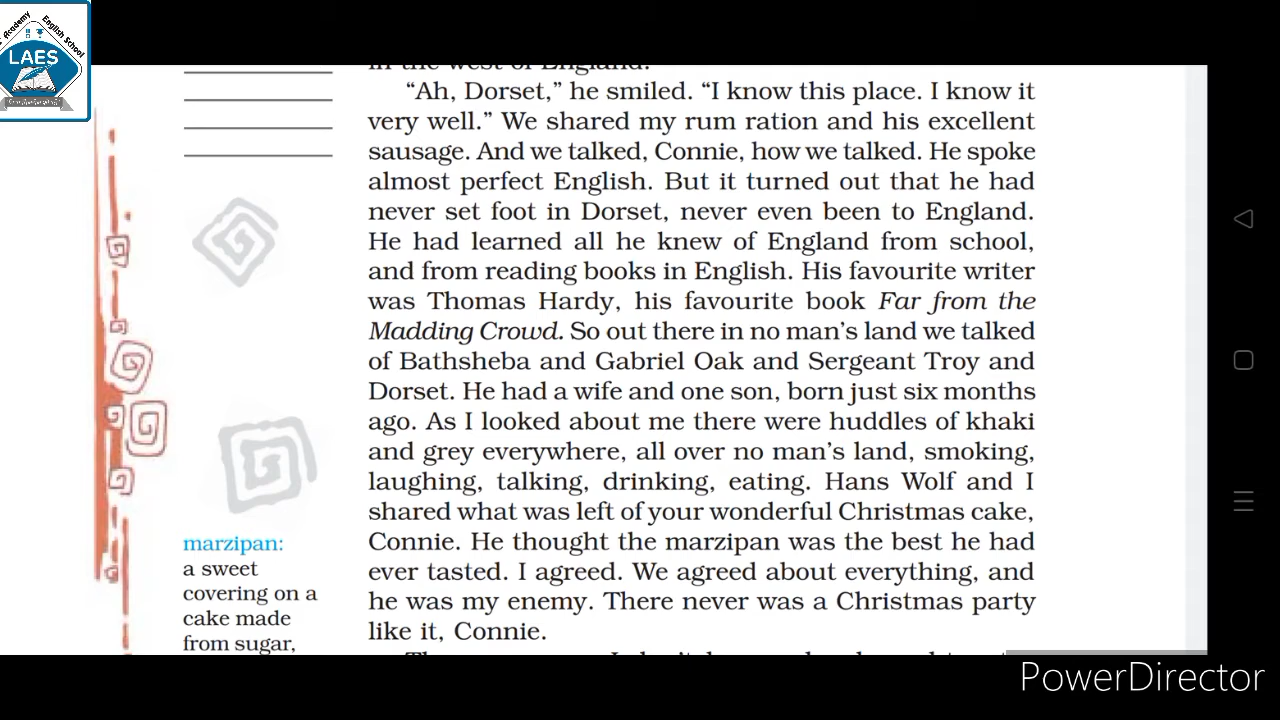 Academy English School
LAES
in the west of England.
“Ah, Dorset,” he smiled. “I know this place. I know it
very well.” We shared my rum ration and his excellent
sausage. And we talked, Connie, how we talked. He spoke
almost perfect English. But it turned out that he had
never set foot in Dorset, never even been to England.
He had learned all he knew of England from school,
and from reading books in English. His favourite writer
was Thomas Hardy, his favourite book Far from the
Madding Crowd. So out there in no man’s land we talked
of Bathsheba and Gabriel Oak and Sergeant Troy and
Dorset. He had a wife and one son, born just six months
ago. As I looked about me there were huddles of khaki
and grey everywhere, all over no man’s land, smoking,
laughing, talking, drinking, eating. Hans Wolf and I
shared what was left of your wonderful Christmas cake,
Connie. He thought the marzipan was the best he had
ever tasted. I agreed. We agreed about everything, and
he was my enemy. There never was a Christmas party
like it, Connie.
marzipan:
a sweet
covering on a
cake made
from sugar,
PowerDirector